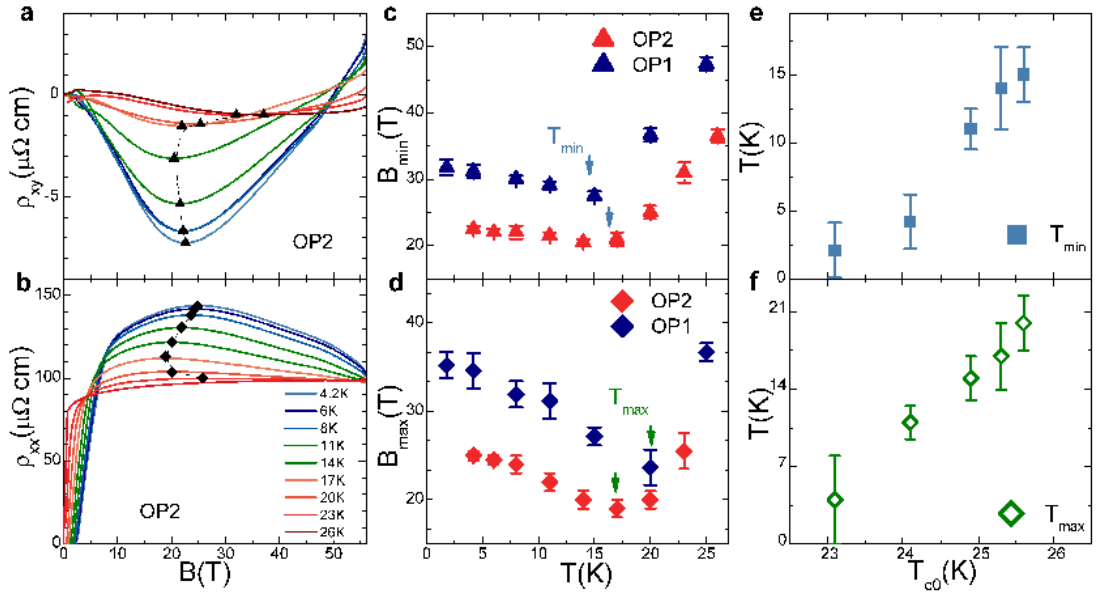 a
0
-5
ρxy(μΩ cm)
OP2
b
150
100
50
0
ρxx(μΩ cm)
OP2
4.2K
6K
8K
11K
14K
17K
20K
23K
26K
0 10 20 30 40 50
B(T)
c
OP2
OP1
40
30
20
Bmin(T)
Tmin
d
OP2
OP1
40
30
20
Bmax(T)
Tmax
0 5 10 15 20 25
T(K)
e
15
10
5
0
T(K)
Tmin
f
21
14
7
0
T(K)
Tmax
23 24 25 26
Tc0(K)